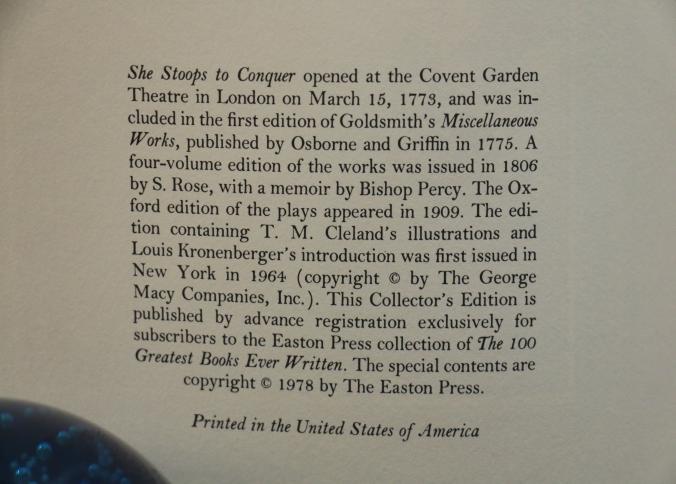 She Stoops to Conquer opened at the Covent Garden
Theatre in London on March 15, 1773, and was in-
cluded in the first edition of Goldsmith's Miscellaneous
Works, published by Osborne and Griffin in 1775. A
four-volume edition of the works was issued in 1806
by S. Rose, with a memoir by Bishop Percy. The Ox-
ford edition of the plays appeared in 1909. The edi-
tion containing T. M. Cleland's illustrations and
Louis Kronenberger's introduction was first issued in
New York in 1964 (copyright © by The George
Macy Companies, Inc.). This Collector's Edition is
published by advance registration exclusively for
subscribers to the Easton Press collection of The 100
Greatest Books Ever Written. The special contents are
copyright © 1978 by The Easton Press.
Printed in the United States of America